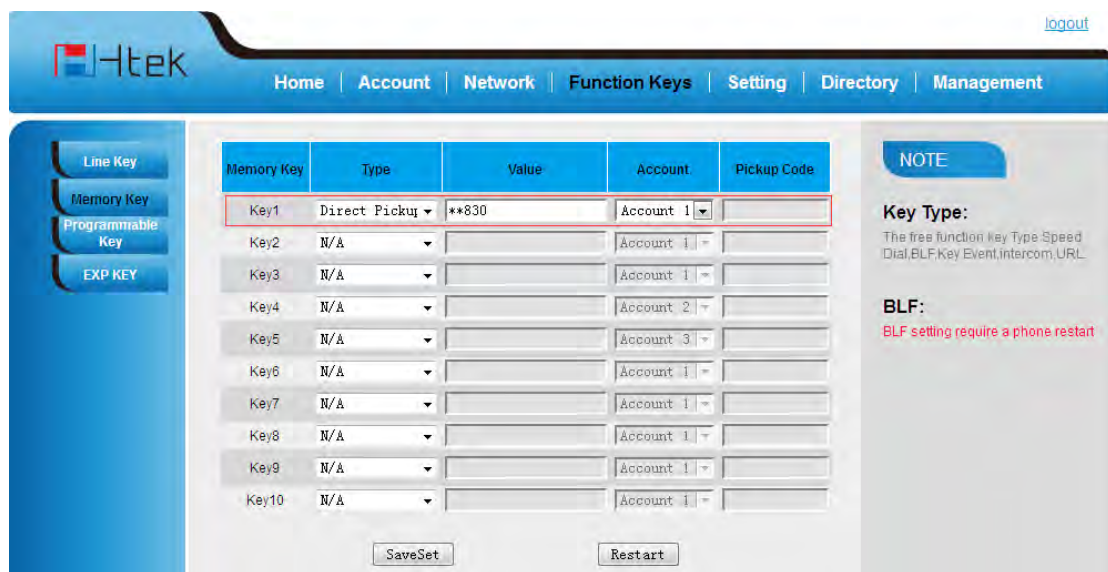 logout
Htek
Home | Account | Network | Function Keys | Setting | Directory | Management
Line Key
Memory Key
Programmable
Key
EXP KEY
Memory Key Type Value Account Pickup Code
Key1 Direct Pickup **830 Account 1
Key2 N/A Account 1
Key3 N/A Account 1
Key4 N/A Account 2
Key5 N/A Account 3
Key6 N/A Account 1
Key7 N/A Account 1
Key8 N/A Account 1
Key9 N/A Account 1
Key10 N/A Account 1
SaveSet Restart
NOTE
Key Type:
The free function key Type Speed
Dial,BLF,Key Event,Intercom,URL.
BLF:
BLF setting require a phone restart